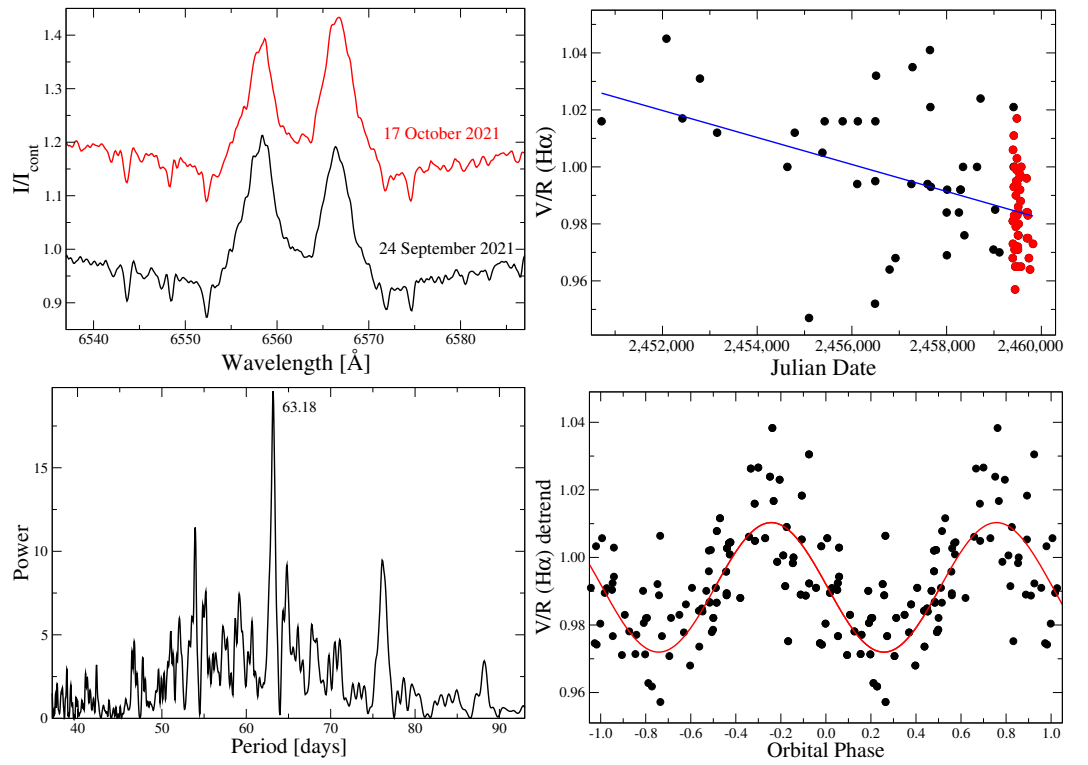 1.4
1.3
1.2
1.1
1.0
0.9
I/I_cont
17 October 2021
24 September 2021
6540 6550 6560 6570 6580
Wavelength [Å]
1.04
1.02
1.00
0.98
0.96
V/R (Hα)
2,452,000 2,454,000 2,456,000 2,458,000 2,460,000
Julian Date
15
10
5
0
Power
63.18
40 50 60 70 80 90
Period [days]
1.04
1.02
1.00
0.98
0.96
V/R (Hα) detrend
-1.0 -0.8 -0.6 -0.4 -0.2 0.0 0.2 0.4 0.6 0.8 1.0
Orbital Phase